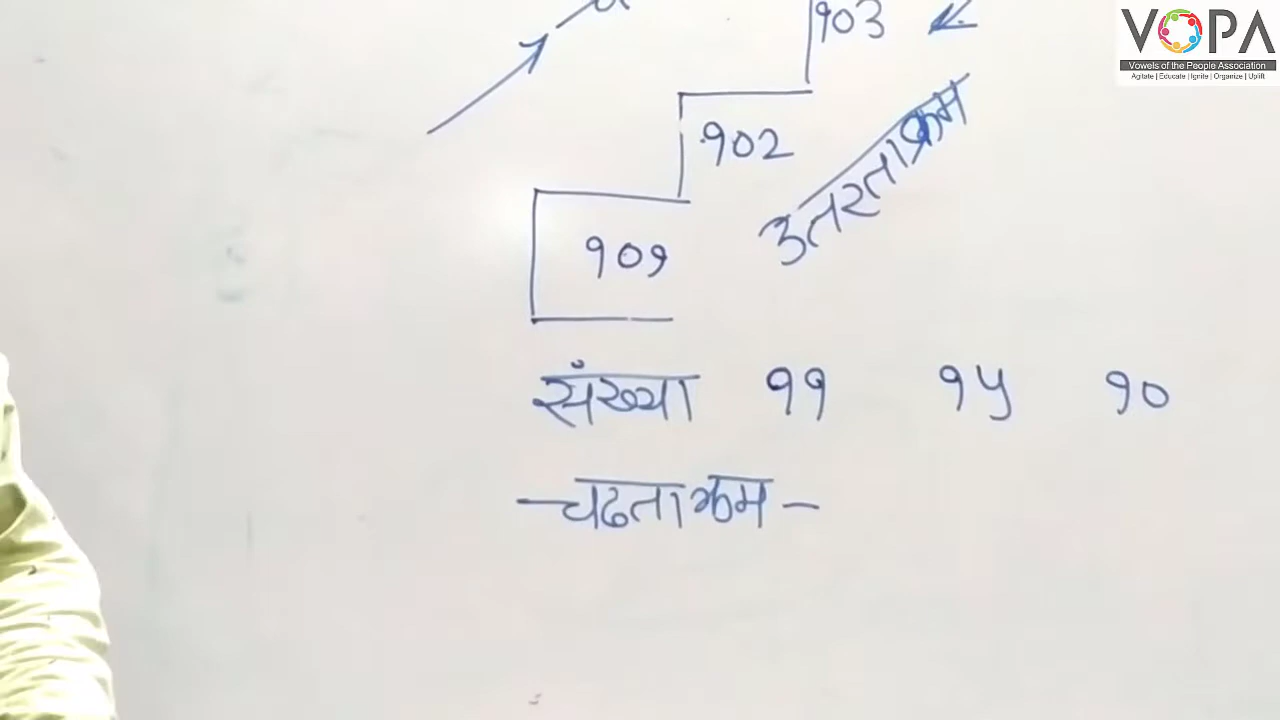 VOPA
Vowels of the People Association
Agitate | Educate | Ignite | Organize | Uplift
१०३
१०२
उतरताक्रम
१०१
संख्या ११ १५ १०
-चढताक्रम-